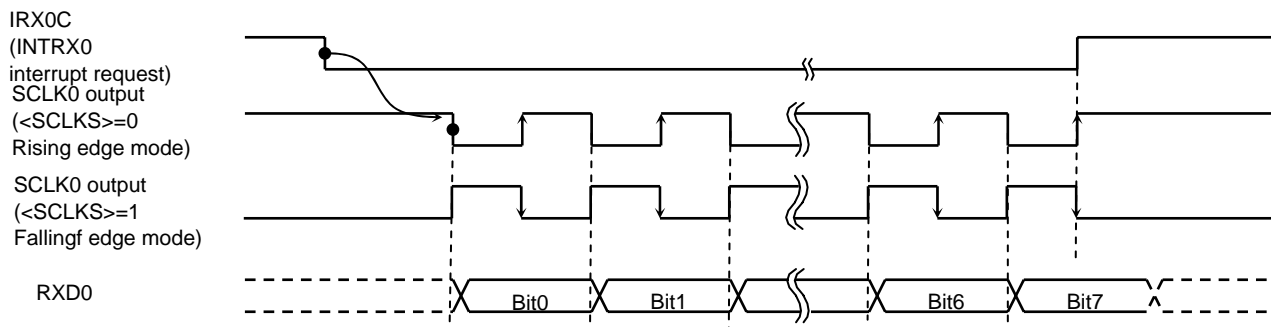 IRX0C
(INTRX0
interrupt request)
SCLK0 output
(<SCLKS>=0
Rising edge mode)
SCLK0 output
(<SCLKS>=1
Fallingf edge mode)
RXD0
Bit0
Bit1
Bit6
Bit7